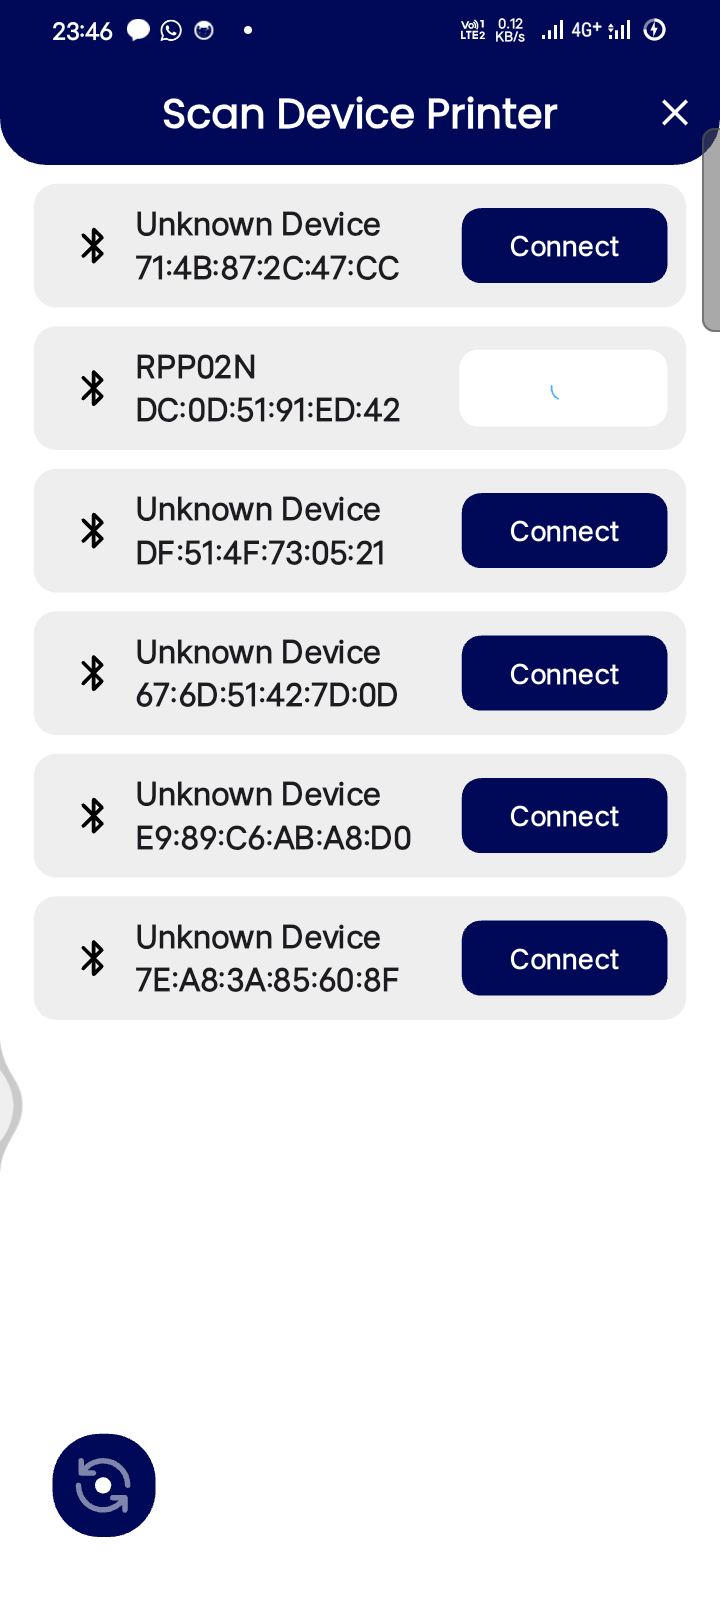 23:46
Vo)) 1
LTE2
0.12
KB/s
4G+
Scan Device Printer
Unknown Device
71:4B:87:2C:47:CC
Connect
RPP02N
DC:0D:51:91:ED:42
Unknown Device
DF:51:4F:73:05:21
Connect
Unknown Device
67:6D:51:42:7D:0D
Connect
Unknown Device
E9:89:C6:AB:A8:D0
Connect
Unknown Device
7E:A8:3A:85:60:8F
Connect